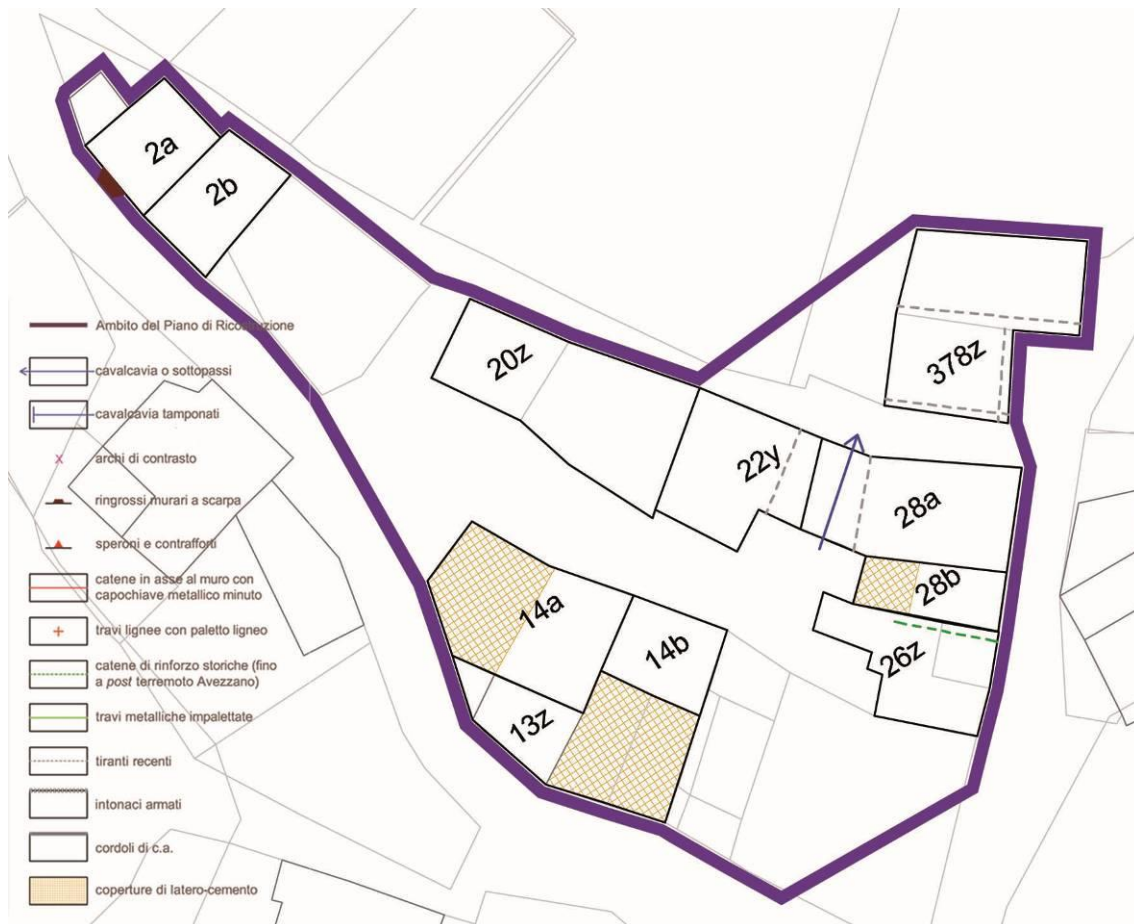 2a
2b
20z
22y
378z
28a
28b
26z
14a
14b
13z
Ambito del Piano di Ricostruzione
cavalcavia o sottopassi
cavalcavia tamponati
archi di contrasto
ringrossi murari a scarpa
speroni e contrafforti
catene in asse al muro con
capochiave metallico minuto
travi lignee con paletto ligneo
catene di rinforzo storiche (fino
a post terremoto Avezzano)
travi metalliche impalettate
tiranti recenti
intonaci armati
cordoli di c.a.
coperture di latero-cemento